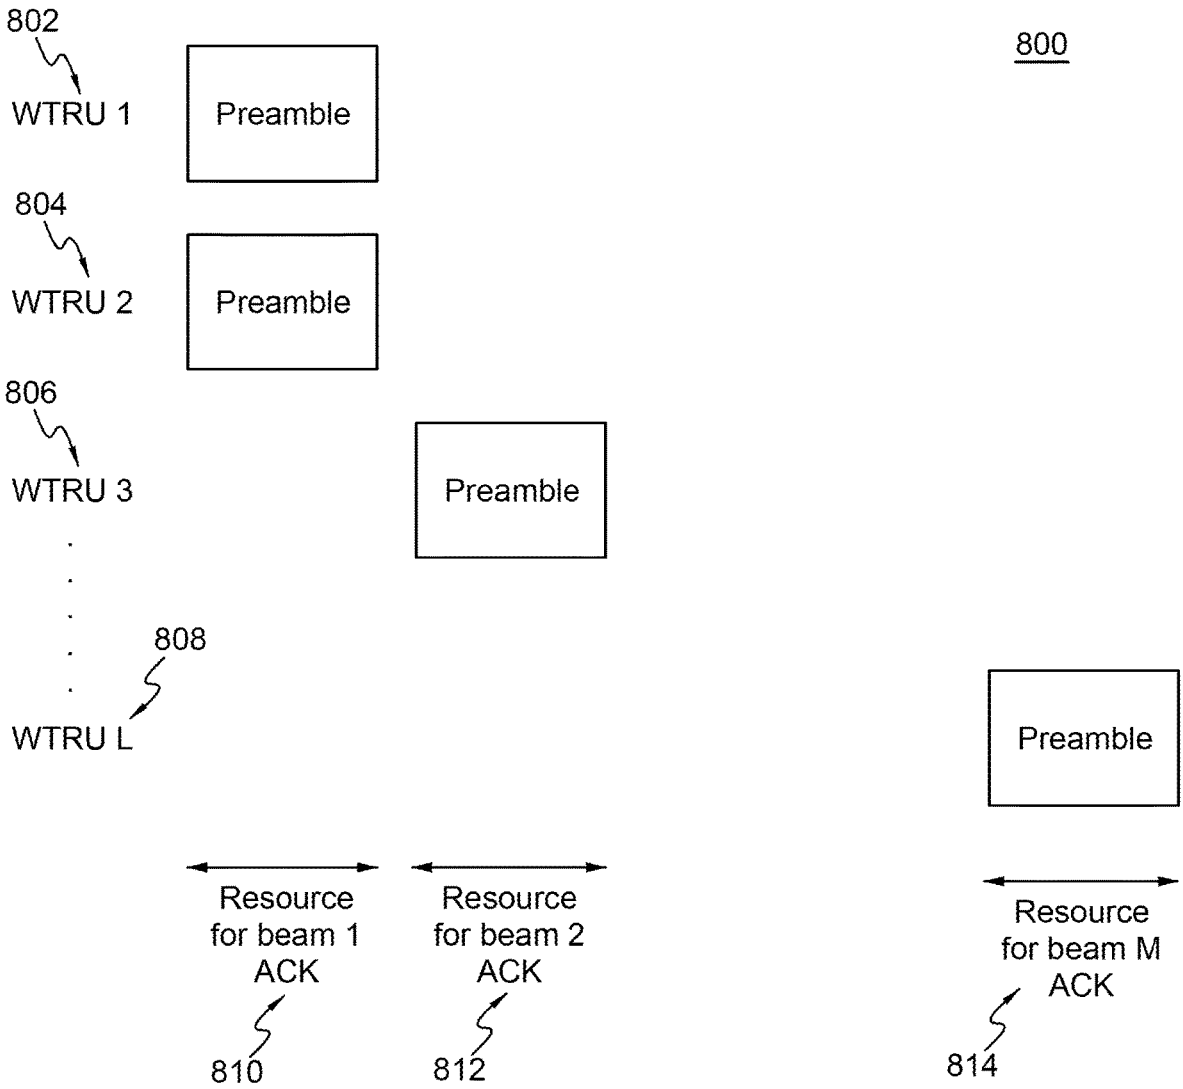 802
800
WTRU 1
Preamble
804
WTRU 2
Preamble
806
WTRU 3
Preamble
808
WTRU L
Preamble
Resource
for beam 1
ACK
Resource
for beam 2
ACK
Resource
for beam M
ACK
810
812
814